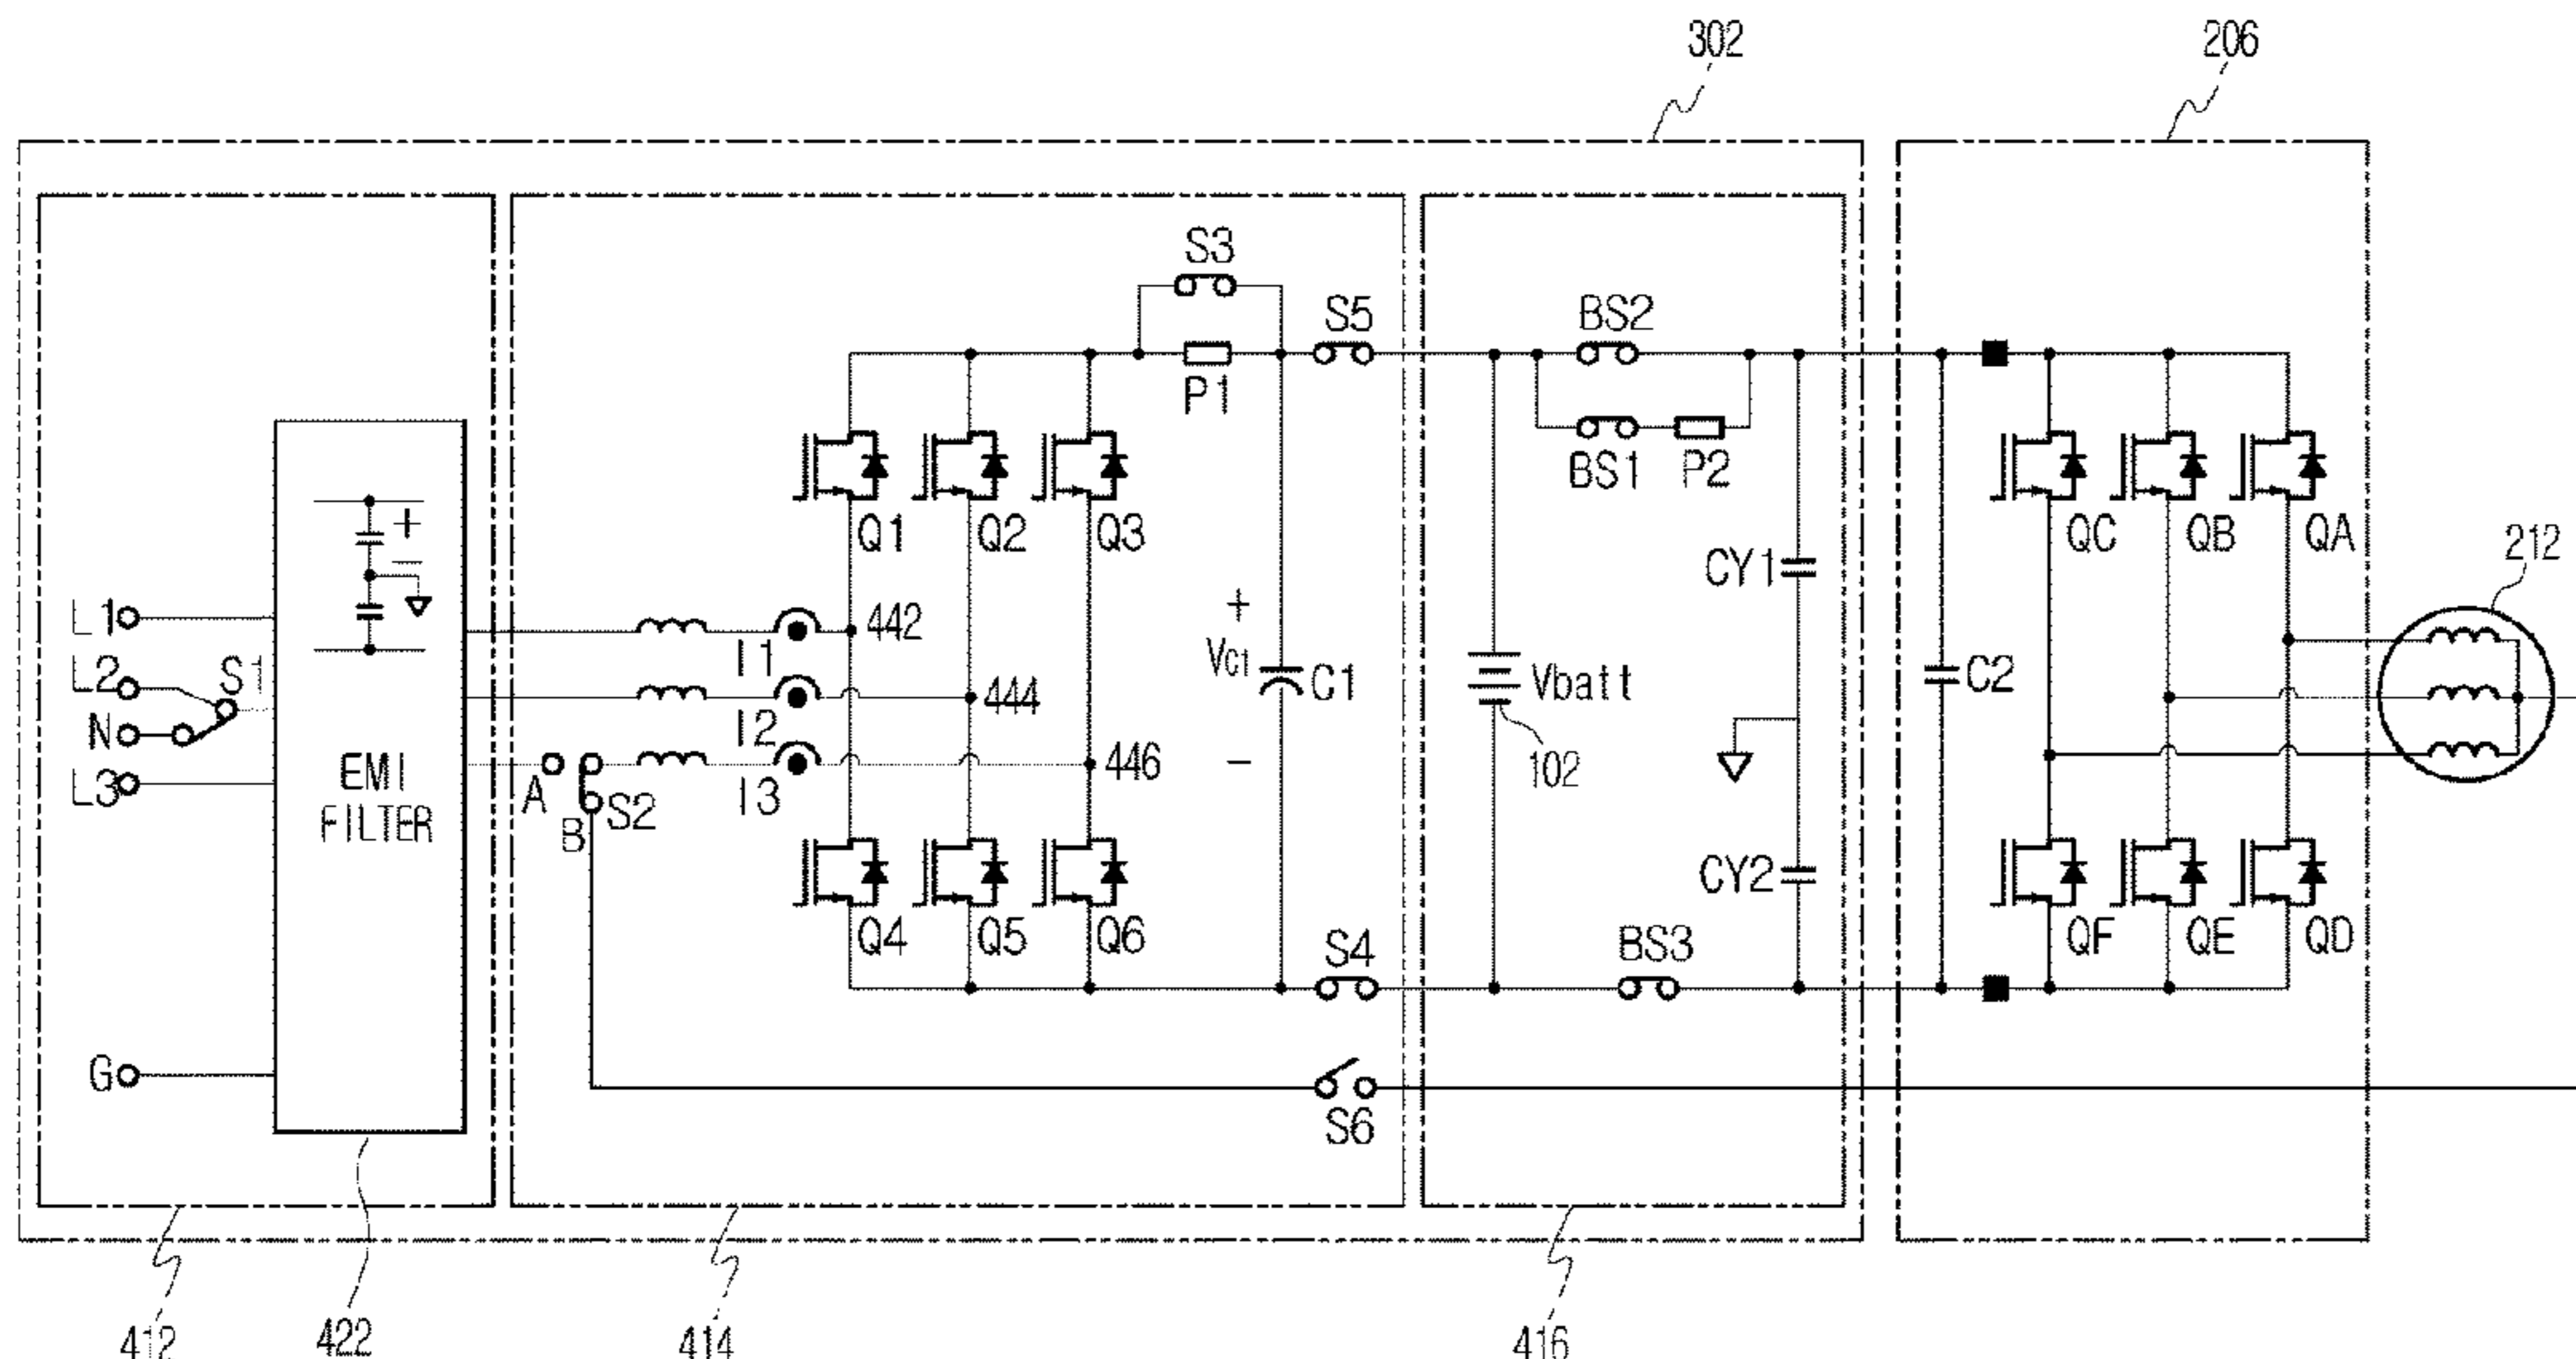 302
206
S3
S5
BS2
P1
BS1
P2
Q1
Q2
Q3
QC
QB
QA
+
−
CY1
212
L1
442
+
L2
S1
I1
VC1
C1
Vbatt
C2
444
N
I2
102
446
−
L3
EMI
FILTER
A
B
S2
I3
CY2
Q4
Q5
Q6
S4
BS3
QF
QE
QD
G
S6
412
422
414
416